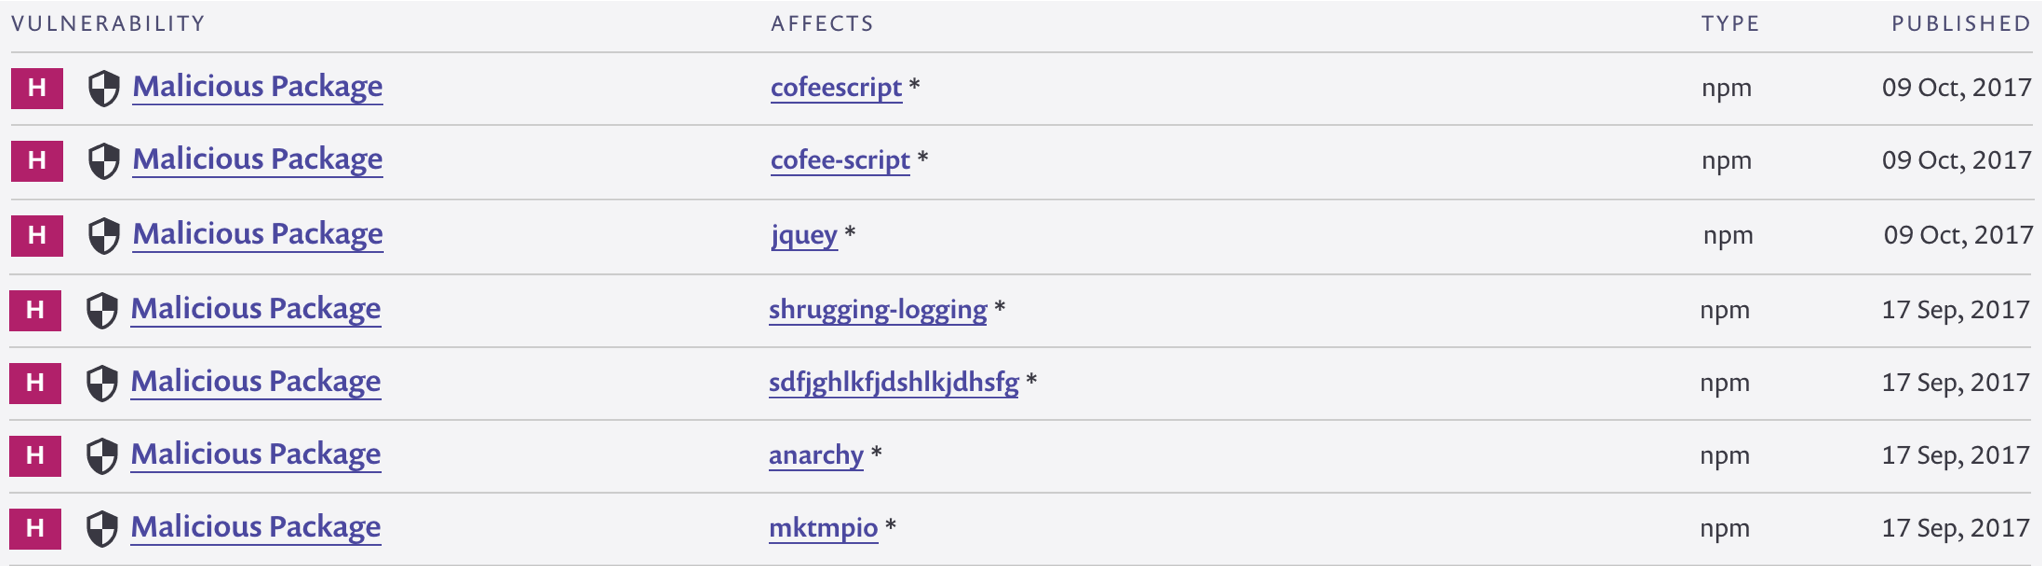 VULNERABILITY AFFECTS TYPE PUBLISHED
H Malicious Package cofeescript * npm 09 Oct, 2017
H Malicious Package cofee-script * npm 09 Oct, 2017
H Malicious Package jquey * npm 09 Oct, 2017
H Malicious Package shrugging-logging * npm 17 Sep, 2017
H Malicious Package sdfjghlkfjdshlkjdhsfg * npm 17 Sep, 2017
H Malicious Package anarchy * npm 17 Sep, 2017
H Malicious Package mktmpio * npm 17 Sep, 2017